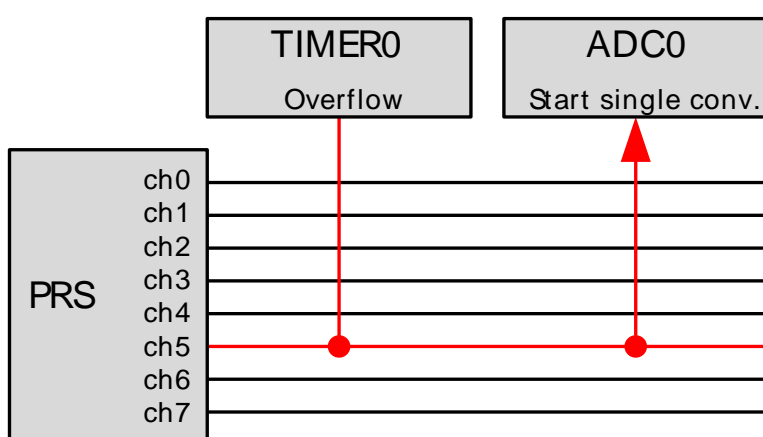 TIMER0
Overflow
ADC0
Start single conv.
PRS
ch0
ch1
ch2
ch3
ch4
ch5
ch6
ch7